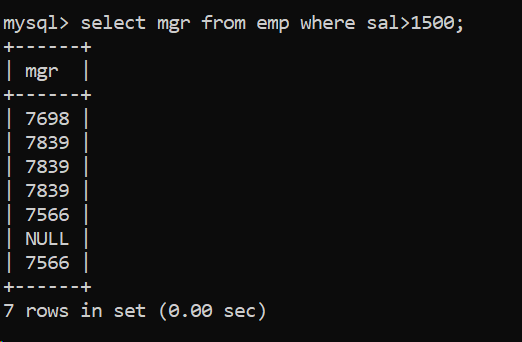 mysql> select mgr from emp where sal>1500;
+------+
| mgr  |
+------+
| 7698 |
| 7839 |
| 7839 |
| 7839 |
| 7566 |
| NULL |
| 7566 |
+------+
7 rows in set (0.00 sec)